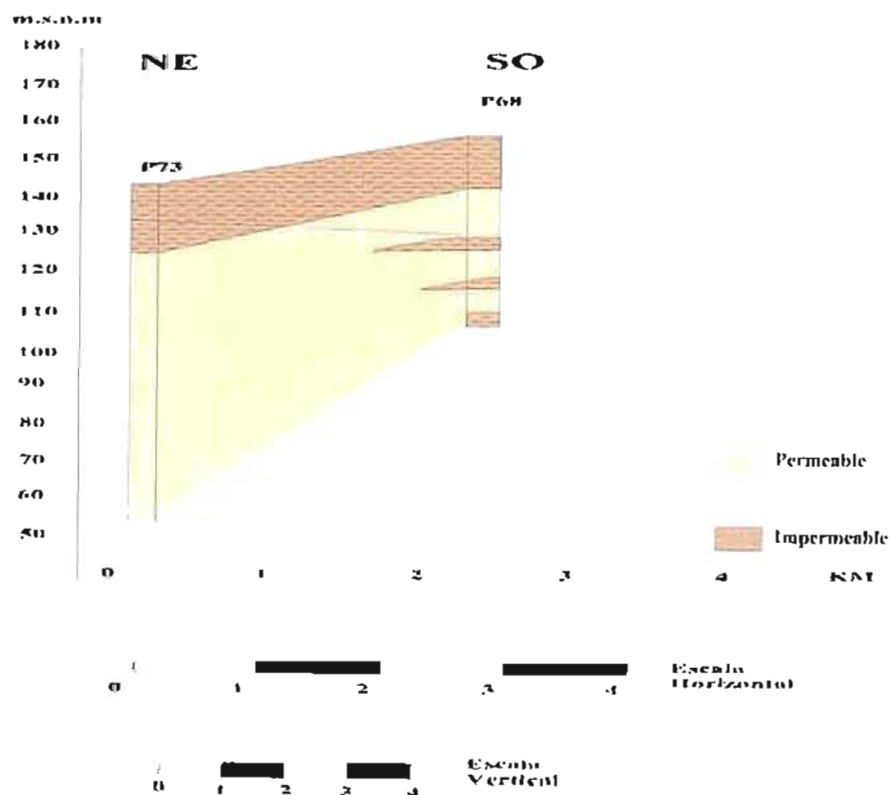 m.s.n.m
180
NE SO
170
P68
160
150
P73
140
130
120
110
100
90
80
70
Permeable
60
50
Impermeable
0 1 2 3 4 KM
0 1 2 3 4
Escala
Horizontal
0 1 2 3 4
Escala
Vertical